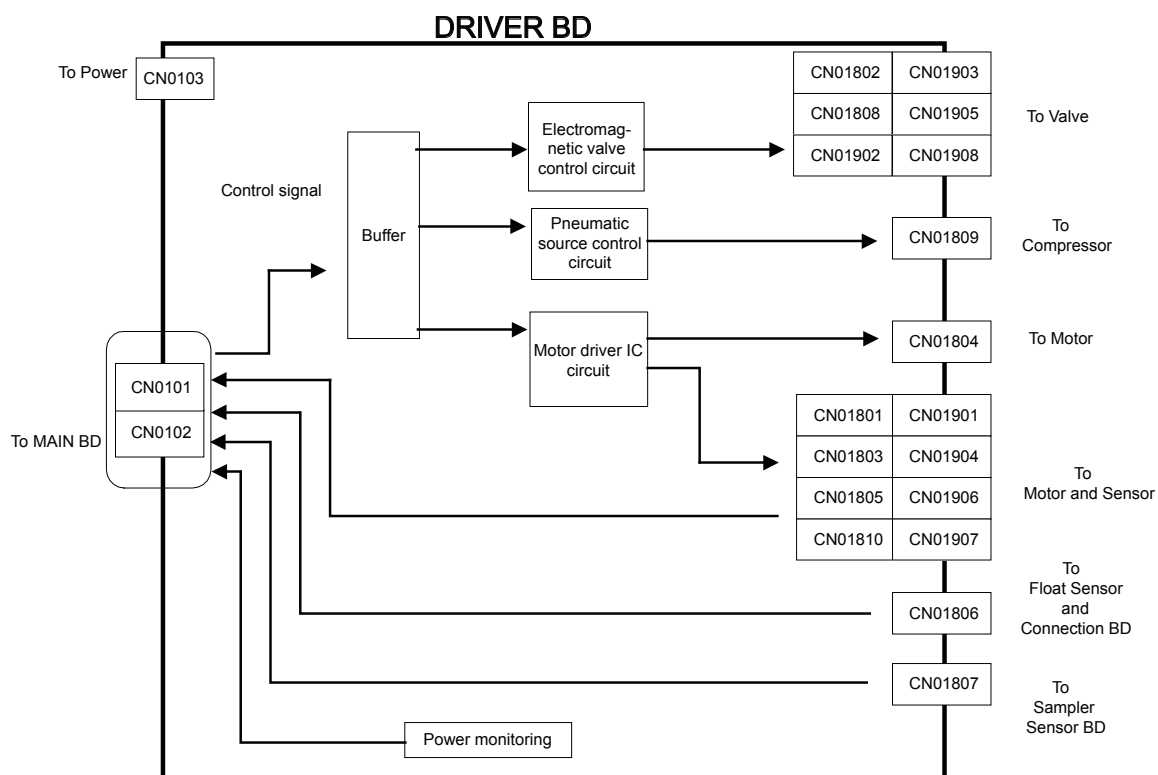 DRIVER BD
To Power
CN0103
CN01802
CN01903
CN01808
CN01905
CN01902
CN01908
To Valve
Electromag-
netic valve
control circuit
Control signal
Buffer
Pneumatic
source control
circuit
CN01809
To
Compressor
Motor driver IC
circuit
CN01804
To Motor
CN0101
CN0102
To MAIN BD
CN01801
CN01901
CN01803
CN01904
CN01805
CN01906
CN01810
CN01907
To
Motor and Sensor
CN01806
To
Float Sensor
and
Connection BD
CN01807
To
Sampler
Sensor BD
Power monitoring